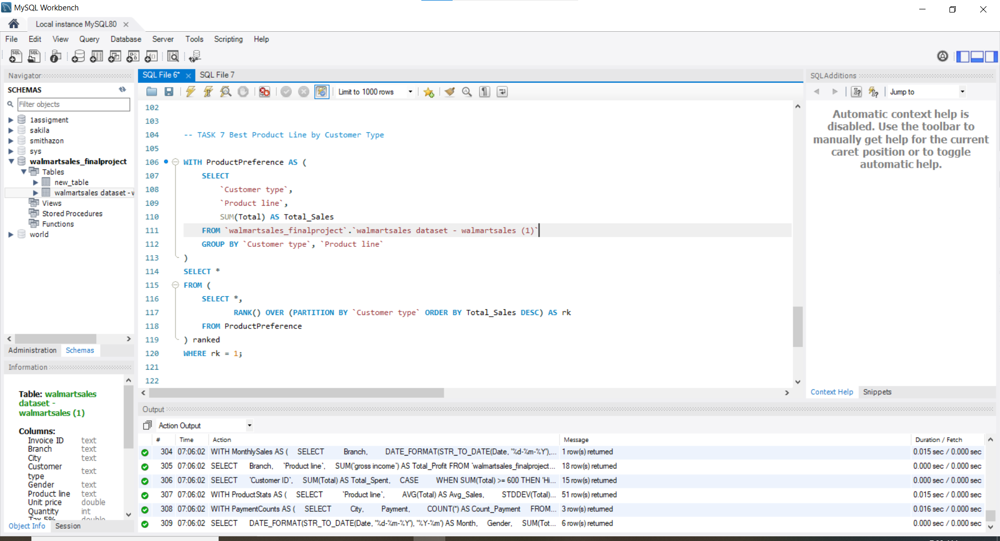 MySQL Workbench
Local instance MySQL80
File Edit View Query Database Server Tools Scripting Help
Navigator
SCHEMAS
Filter objects
1assigment
sakila
smithazon
sys
walmartsales_finalproject
Tables
new_table
walmartsales dataset - w
Views
Stored Procedures
Functions
world
Administration Schemas
Information
Table: walmartsales
dataset -
walmartsales (1)
Columns:
Invoice ID text
Branch text
City text
Customer
type text
Gender text
Product line text
Unit price double
Quantity int
Tax 5% double
Object Info Session
SQL File 6* SQL File 7
Limit to 1000 rows
102
103
104 -- TASK 7 Best Product Line by Customer Type
105
106 WITH ProductPreference AS (
107 SELECT
108 `Customer type`,
109 `Product line`,
110 SUM(Total) AS Total_Sales
111 FROM `walmartsales_finalproject`.`walmartsales dataset - walmartsales (1)`
112 GROUP BY `Customer type`, `Product line`
113 )
114 SELECT *
115 FROM (
116 SELECT *,
117 RANK() OVER (PARTITION BY `Customer type` ORDER BY Total_Sales DESC) AS rk
118 FROM ProductPreference
119 ) ranked
120 WHERE rk = 1;
121
122
SQLAdditions
Jump to
Automatic context help is
disabled. Use the toolbar to
manually get help for the current
caret position or to toggle
automatic help.
Context Help Snippets
Output
Action Output
# Time Action Message Duration / Fetch
304 07:06:02 WITH MonthlySales AS ( SELECT Branch, DATE_FORMAT(STR_TO_DATE(Date, '%d-%m-%Y'),... 1 row(s) returned 0.015 sec / 0.000 sec
305 07:06:02 SELECT Branch, `Product line`, SUM(`gross income`) AS Total_Profit FROM `walmartsales_finalproject... 18 row(s) returned 0.000 sec / 0.000 sec
306 07:06:02 SELECT `Customer ID`, SUM(Total) AS Total_Spent, CASE WHEN SUM(Total) >= 600 THEN 'Hi... 15 row(s) returned 0.000 sec / 0.000 sec
307 07:06:02 WITH ProductStats AS ( SELECT `Product line`, AVG(Total) AS Avg_Sales, STDDEV(Total)... 51 row(s) returned 0.015 sec / 0.000 sec
308 07:06:02 WITH PaymentCounts AS ( SELECT City, Payment, COUNT(*) AS Count_Payment FROM... 3 row(s) returned 0.016 sec / 0.000 sec
309 07:06:02 SELECT DATE_FORMAT(STR_TO_DATE(Date, '%d-%m-%Y'), '%Y-%m') AS Month, Gender, SUM(Tot... 6 row(s) returned 0.000 sec / 0.000 sec